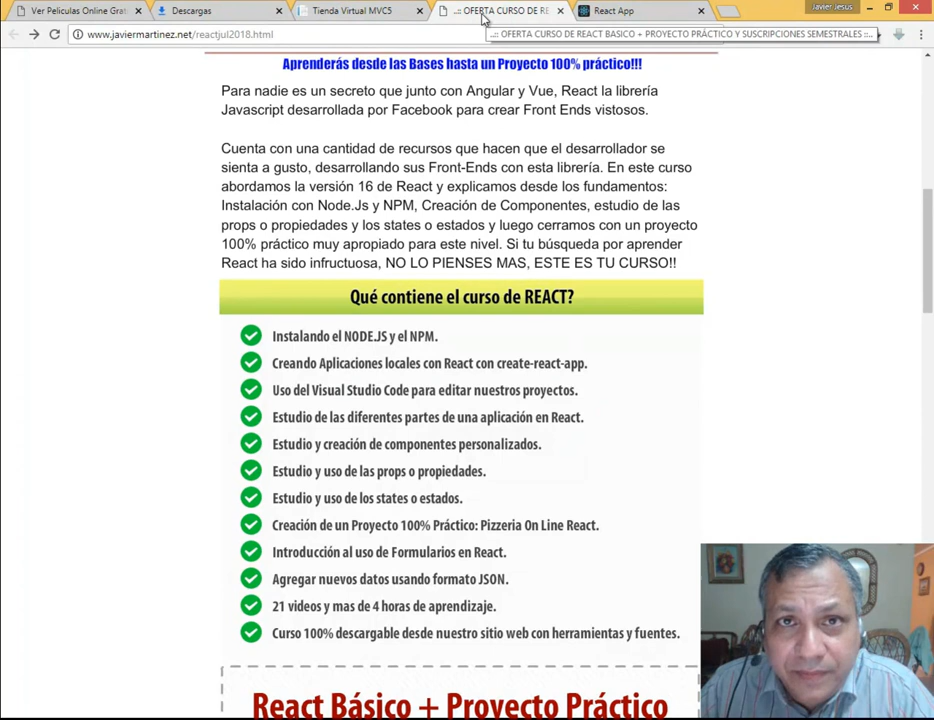 Javier Jesus
Ver Peliculas Online Grat
Descargas
Tienda Virtual MVC5
..:: OFERTA CURSO DE RE
React App
www.javiermartinez.net/reactjul2018.html
..:: OFERTA CURSO DE REACT BASICO + PROYECTO PRÁCTICO Y SUSCRIPCIONES SEMESTRALES ::..
Aprenderás desde las Bases hasta un Proyecto 100% práctico!!!
Para nadie es un secreto que junto con Angular y Vue, React la librería
Javascript desarrollada por Facebook para crear Front Ends vistosos.
Cuenta con una cantidad de recursos que hacen que el desarrollador se
sienta a gusto, desarrollando sus Front-Ends con esta librería. En este curso
abordamos la versión 16 de React y explicamos desde los fundamentos:
Instalación con Node.Js y NPM, Creación de Componentes, estudio de las
props o propiedades y los states o estados y luego cerramos con un proyecto
100% práctico muy apropiado para este nivel. Si tu búsqueda por aprender
React ha sido infructuosa, NO LO PIENSES MAS, ESTE ES TU CURSO!!
Qué contiene el curso de REACT?
Instalando el NODE.JS y el NPM.
Creando Aplicaciones locales con React con create-react-app.
Uso del Visual Studio Code para editar nuestros proyectos.
Estudio de las diferentes partes de una aplicación en React.
Estudio y creación de componentes personalizados.
Estudio y uso de las props o propiedades.
Estudio y uso de los states o estados.
Creación de un Proyecto 100% Práctico: Pizzeria On Line React.
Introducción al uso de Formularios en React.
Agregar nuevos datos usando formato JSON.
21 videos y mas de 4 horas de aprendizaje.
Curso 100% descargable desde nuestro sitio web con herramientas y fuentes.
React Básico + Proyecto Práctico